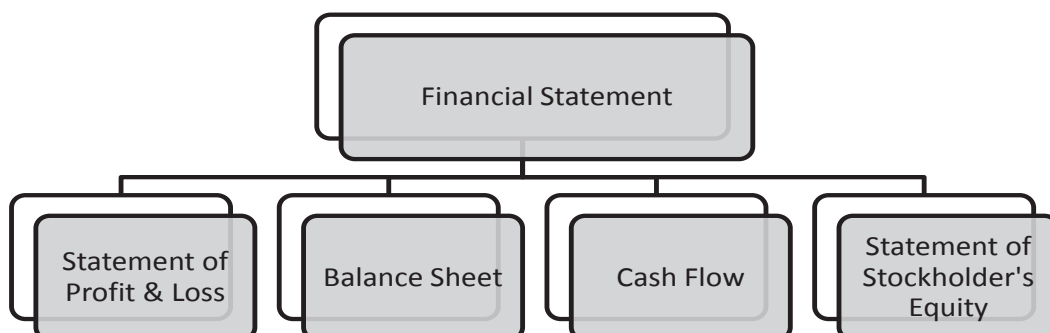 Financial Statement
Statement of
Profit & Loss
Balance Sheet
Cash Flow
Statement of
Stockholder's
Equity